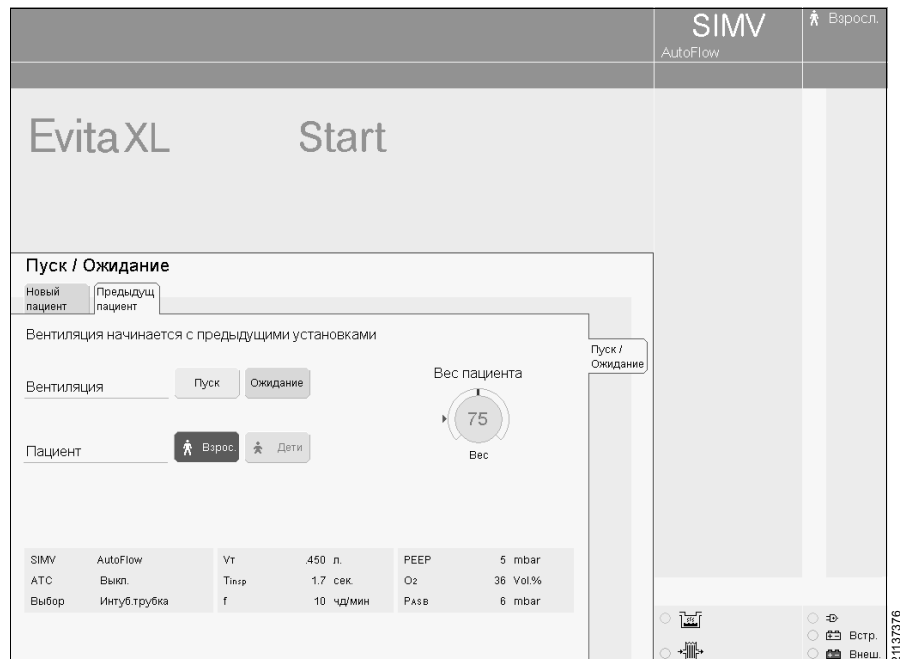 SIMV
Взросл.
AutoFlow
Evita XL Start
Пуск / Ожидание
Новый пациент
Предыдущ пациент
Вентиляция начинается с предыдущими установками
Пуск / Ожидание
Вентиляция Пуск Ожидание
Вес пациента
75
Вес
Пациент Взрос. Дети
SIMV AutoFlow VT .450 л. PEEP 5 mbar
ATC Выкл. Tinsp 1.7 сек. O2 36 Vol.%
Выбор Интуб.трубка f 10 чд/мин PASB 6 mbar
Встр.
Внеш.
21137376